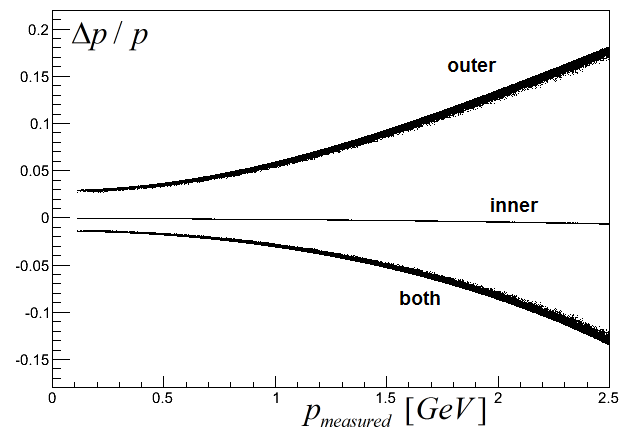 Δp / p
0.2
0.15
0.1
0.05
0
-0.05
-0.1
-0.15
outer
inner
both
0 0.5 1 1.5 2 2.5
p measured [GeV]